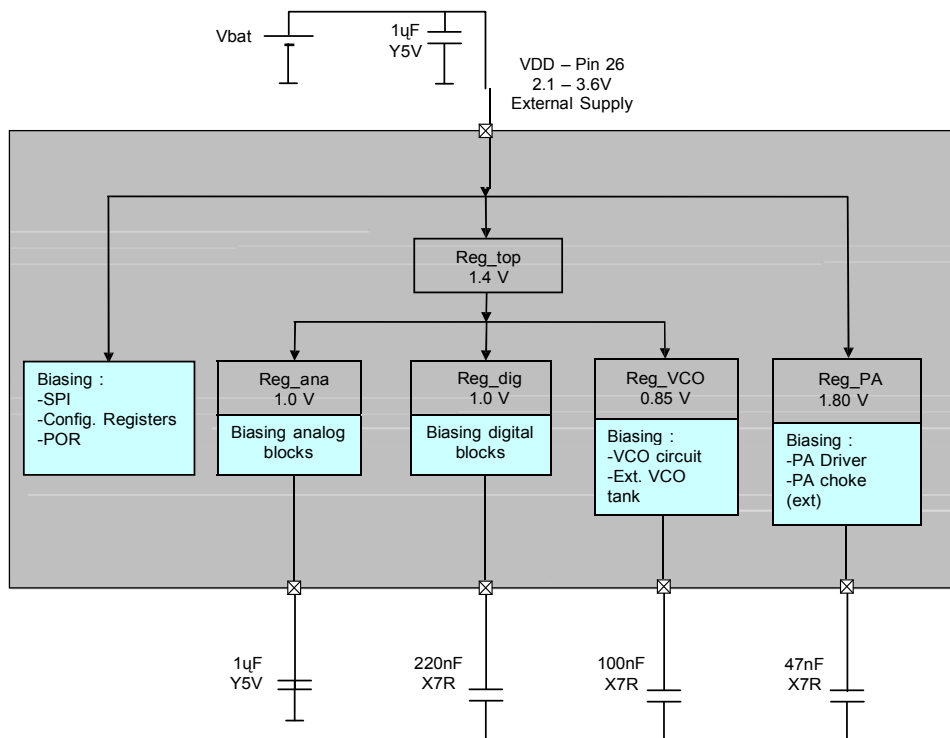 Vbat
1ųF
Y5V
VDD – Pin 26
2.1 – 3.6V
External Supply
Reg_top
1.4 V
Biasing :
-SPI
-Config. Registers
-POR
Reg_ana
1.0 V
Biasing analog
blocks
Reg_dig
1.0 V
Biasing digital
blocks
Reg_VCO
0.85 V
Biasing :
-VCO circuit
-Ext. VCO
tank
Reg_PA
1.80 V
Biasing :
-PA Driver
-PA choke
(ext)
1ųF
Y5V
220nF
X7R
100nF
X7R
47nF
X7R